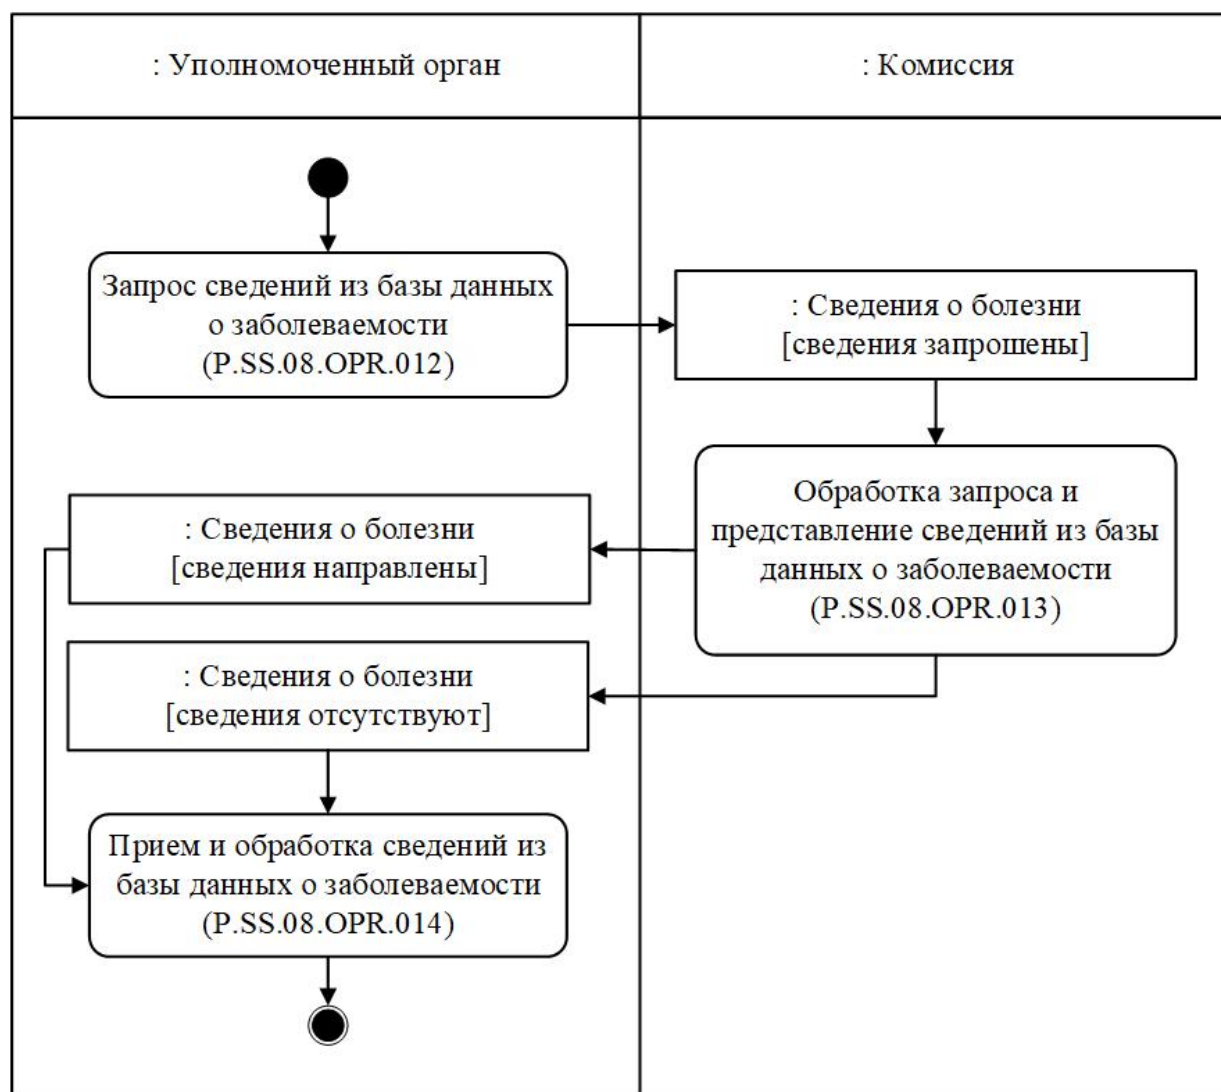 : Уполномоченный орган
: Комиссия
Запрос сведений из базы данных
о заболеваемости
(P.SS.08.OPR.012)
: Сведения о болезни
[сведения запрошены]
Обработка запроса и
представление сведений из базы
данных о заболеваемости
(P.SS.08.OPR.013)
: Сведения о болезни
[сведения направлены]
: Сведения о болезни
[сведения отсутствуют]
Прием и обработка сведений из
базы данных о заболеваемости
(P.SS.08.OPR.014)